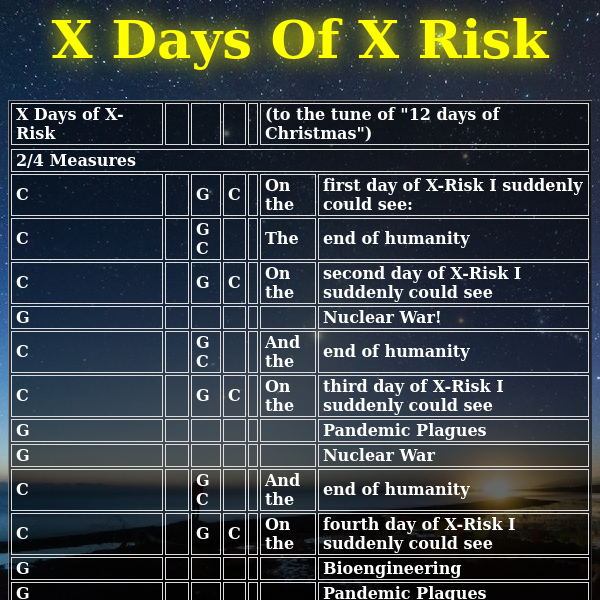 X Days Of X Risk
X Days of X-
Risk
(to the tune of "12 days of
Christmas")
2/4 Measures
C G C On the first day of X-Risk I suddenly
could see:
C G C The end of humanity
C G C On the second day of X-Risk I
suddenly could see
G Nuclear War!
C G C And the end of humanity
C G C On the third day of X-Risk I
suddenly could see
G Pandemic Plagues
G Nuclear War
C G C And the end of humanity
C G C On the fourth day of X-Risk I
suddenly could see
G Bioengineering
G Pandemic Plagues